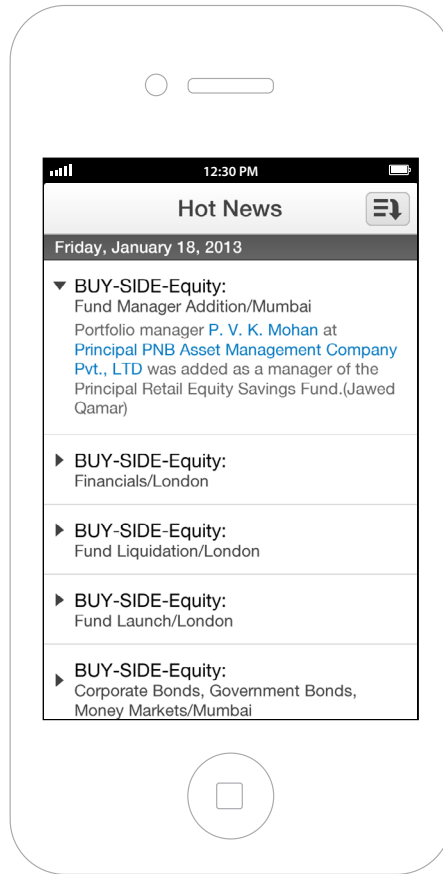 12:30 PM
Hot News
Friday, January 18, 2013
BUY-SIDE-Equity:
Fund Manager Addition/Mumbai
Portfolio manager P. V. K. Mohan at
Principal PNB Asset Management Company
Pvt., LTD was added as a manager of the
Principal Retail Equity Savings Fund.(Jawed
Qamar)
BUY-SIDE-Equity:
Financials/London
BUY-SIDE-Equity:
Fund Liquidation/London
BUY-SIDE-Equity:
Fund Launch/London
BUY-SIDE-Equity:
Corporate Bonds, Government Bonds,
Money Markets/Mumbai